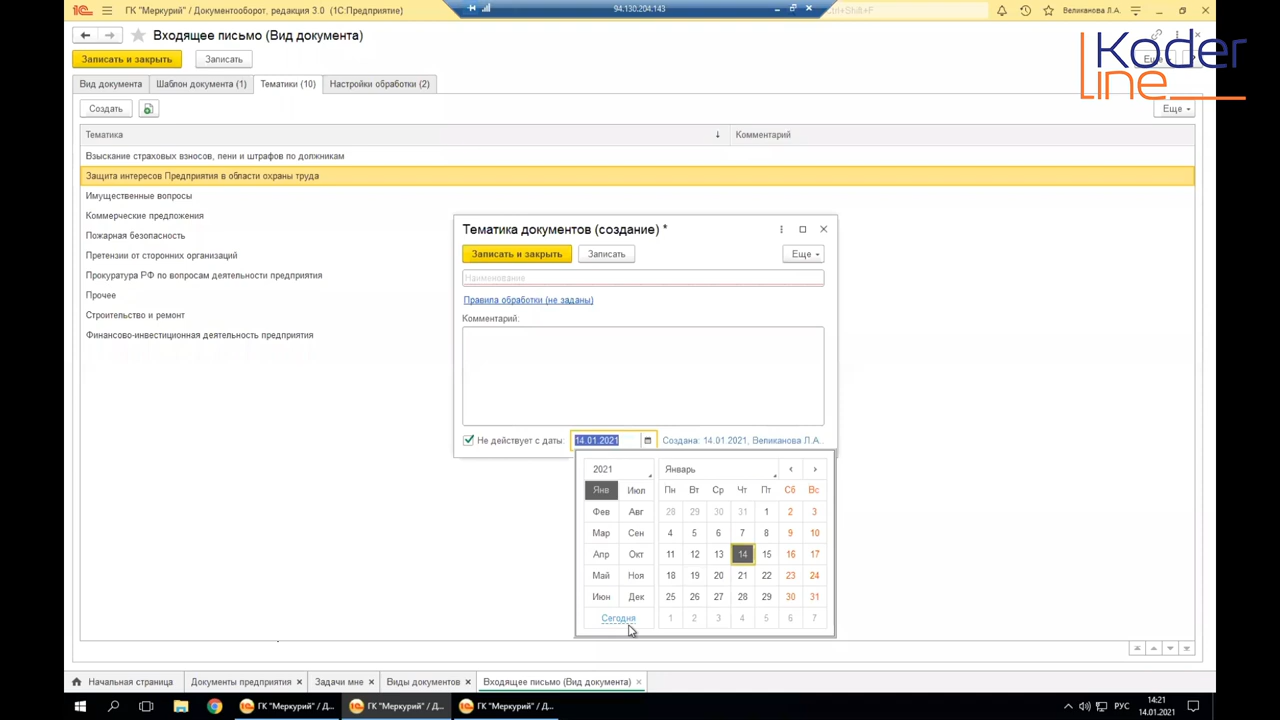 ГК "Меркурий" / Документооборот, редакция 3.0 (1С:Предприятие)
94.130.204.143
Ctrl+Shift+F
Великанова Л.А.
Входящее письмо (Вид документа)
Koder
line
Записать и закрыть
Записать
Вид документа
Шаблон документа (1)
Тематики (10)
Настройки обработки (2)
Создать
Еще
Тематика
Комментарий
Взыскание страховых взносов, пени и штрафов по должникам
Защита интересов Предприятия в области охраны труда
Имущественные вопросы
Коммерческие предложения
Пожарная безопасность
Претензии от сторонних организаций
Прокуратура РФ по вопросам деятельности предприятия
Прочее
Строительство и ремонт
Финансово-инвестиционная деятельность предприятия
Тематика документов (создание) *
Записать и закрыть
Записать
Еще
Наименование
Правила обработки (не заданы)
Комментарий:
Не действует с даты:
14.01.2021
Создана: 14.01.2021, Великанова Л.А..
2021
Январь
Янв Июл Пн Вт Ср Чт Пт Сб Вс
Фев Авг 28 29 30 31 1 2 3
Мар Сен 4 5 6 7 8 9 10
Апр Окт 11 12 13 14 15 16 17
Май Ноя 18 19 20 21 22 23 24
Июн Дек 25 26 27 28 29 30 31
Сегодня 1 2 3 4 5 6 7
Начальная страница
Документы предприятия
Задачи мне
Виды документов
Входящее письмо (Вид документа)
ГК "Меркурий" / Д...
ГК "Меркурий" / Д...
ГК "Меркурий" / Д...
РУС
14:21
14.01.2021